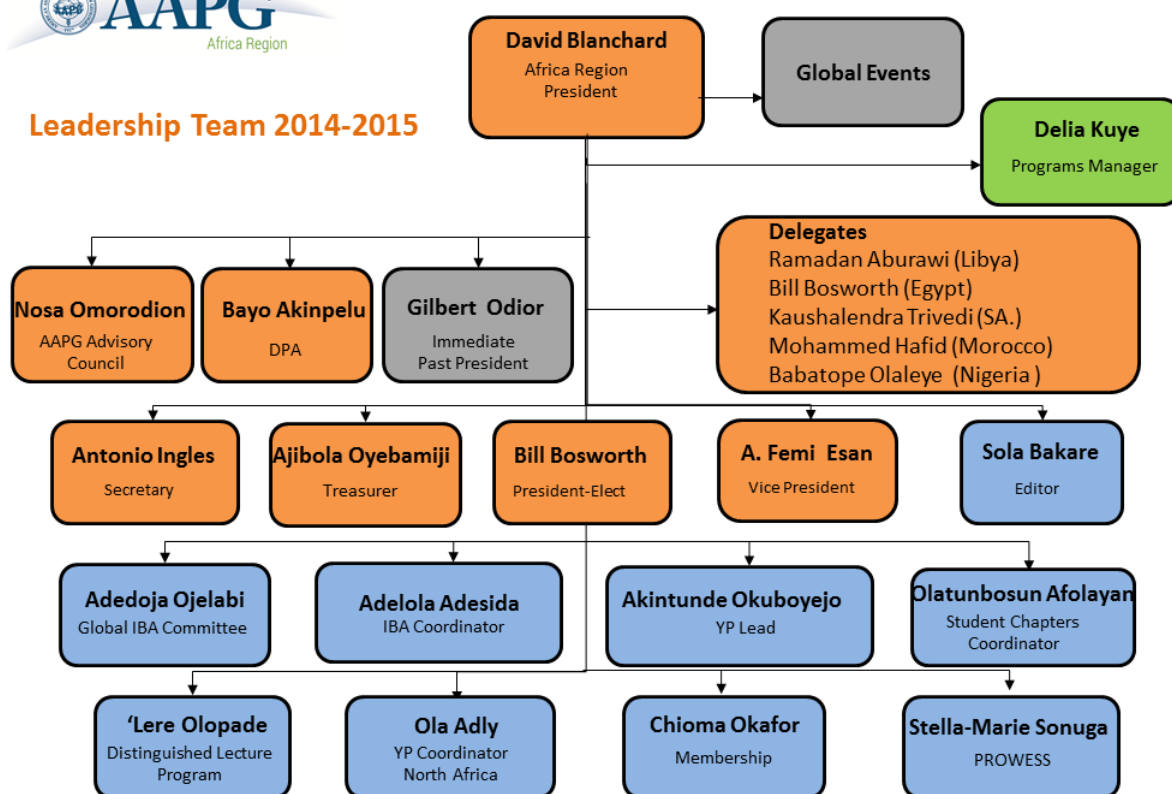 AAPG
Africa Region
Leadership Team 2014-2015
David Blanchard
Africa Region
President
Global Events
Delia Kuye
Programs Manager
Delegates
Ramadan Aburawi (Libya)
Bill Bosworth (Egypt)
Kaushalendra Trivedi (SA.)
Mohammed Hafid (Morocco)
Babatope Olaleye (Nigeria )
Nosa Omorodion
AAPG Advisory
Council
Bayo Akinpelu
DPA
Gilbert Odior
Immediate
Past President
Antonio Ingles
Secretary
Ajibola Oyebamiji
Treasurer
Bill Bosworth
President-Elect
A. Femi Esan
Vice President
Sola Bakare
Editor
Adedoja Ojelabi
Global IBA Committee
Adelola Adesida
IBA Coordinator
Akintunde Okuboyejo
YP Lead
Olatunbosun Afolayan
Student Chapters
Coordinator
‘Lere Olopade
Distinguished Lecture
Program
Ola Adly
YP Coordinator
North Africa
Chioma Okafor
Membership
Stella-Marie Sonuga
PROWESS